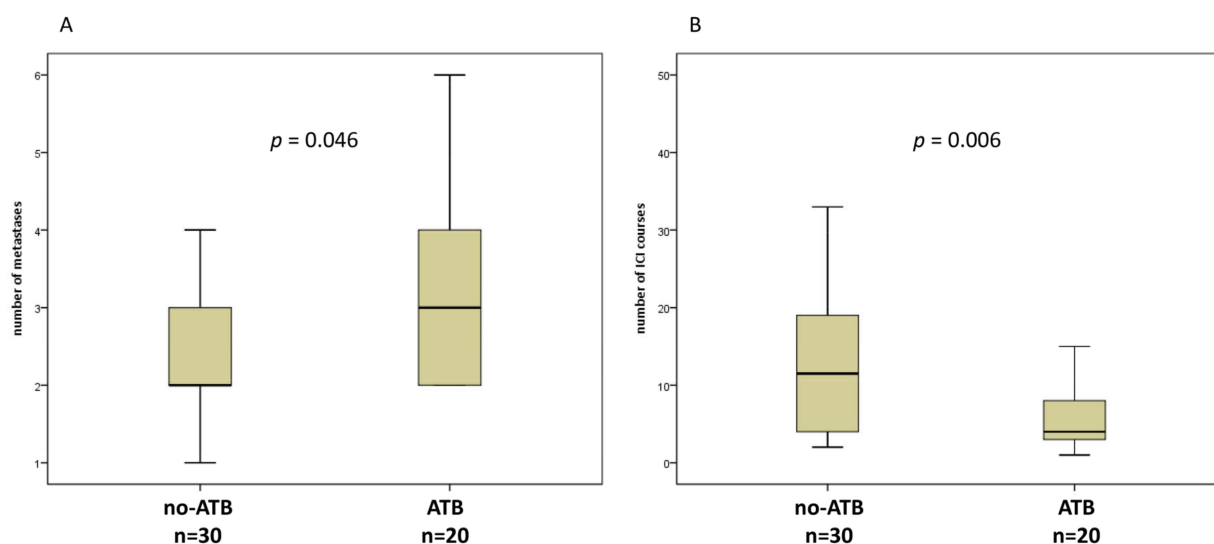 A
number of metastases
6
5
4
3
2
1
p = 0.046
no-ATB
n=30
ATB
n=20
B
number of ICI courses
50
40
30
20
10
0
p = 0.006
no-ATB
n=30
ATB
n=20